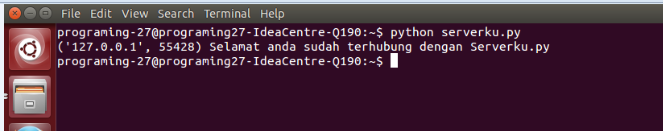 File Edit View Search Terminal Help
programing-27@programing27-IdeaCentre-Q190:~$ python serverku.py
('127.0.0.1', 55428) Selamat anda sudah terhubung dengan Serverku.py
programing-27@programing27-IdeaCentre-Q190:~$